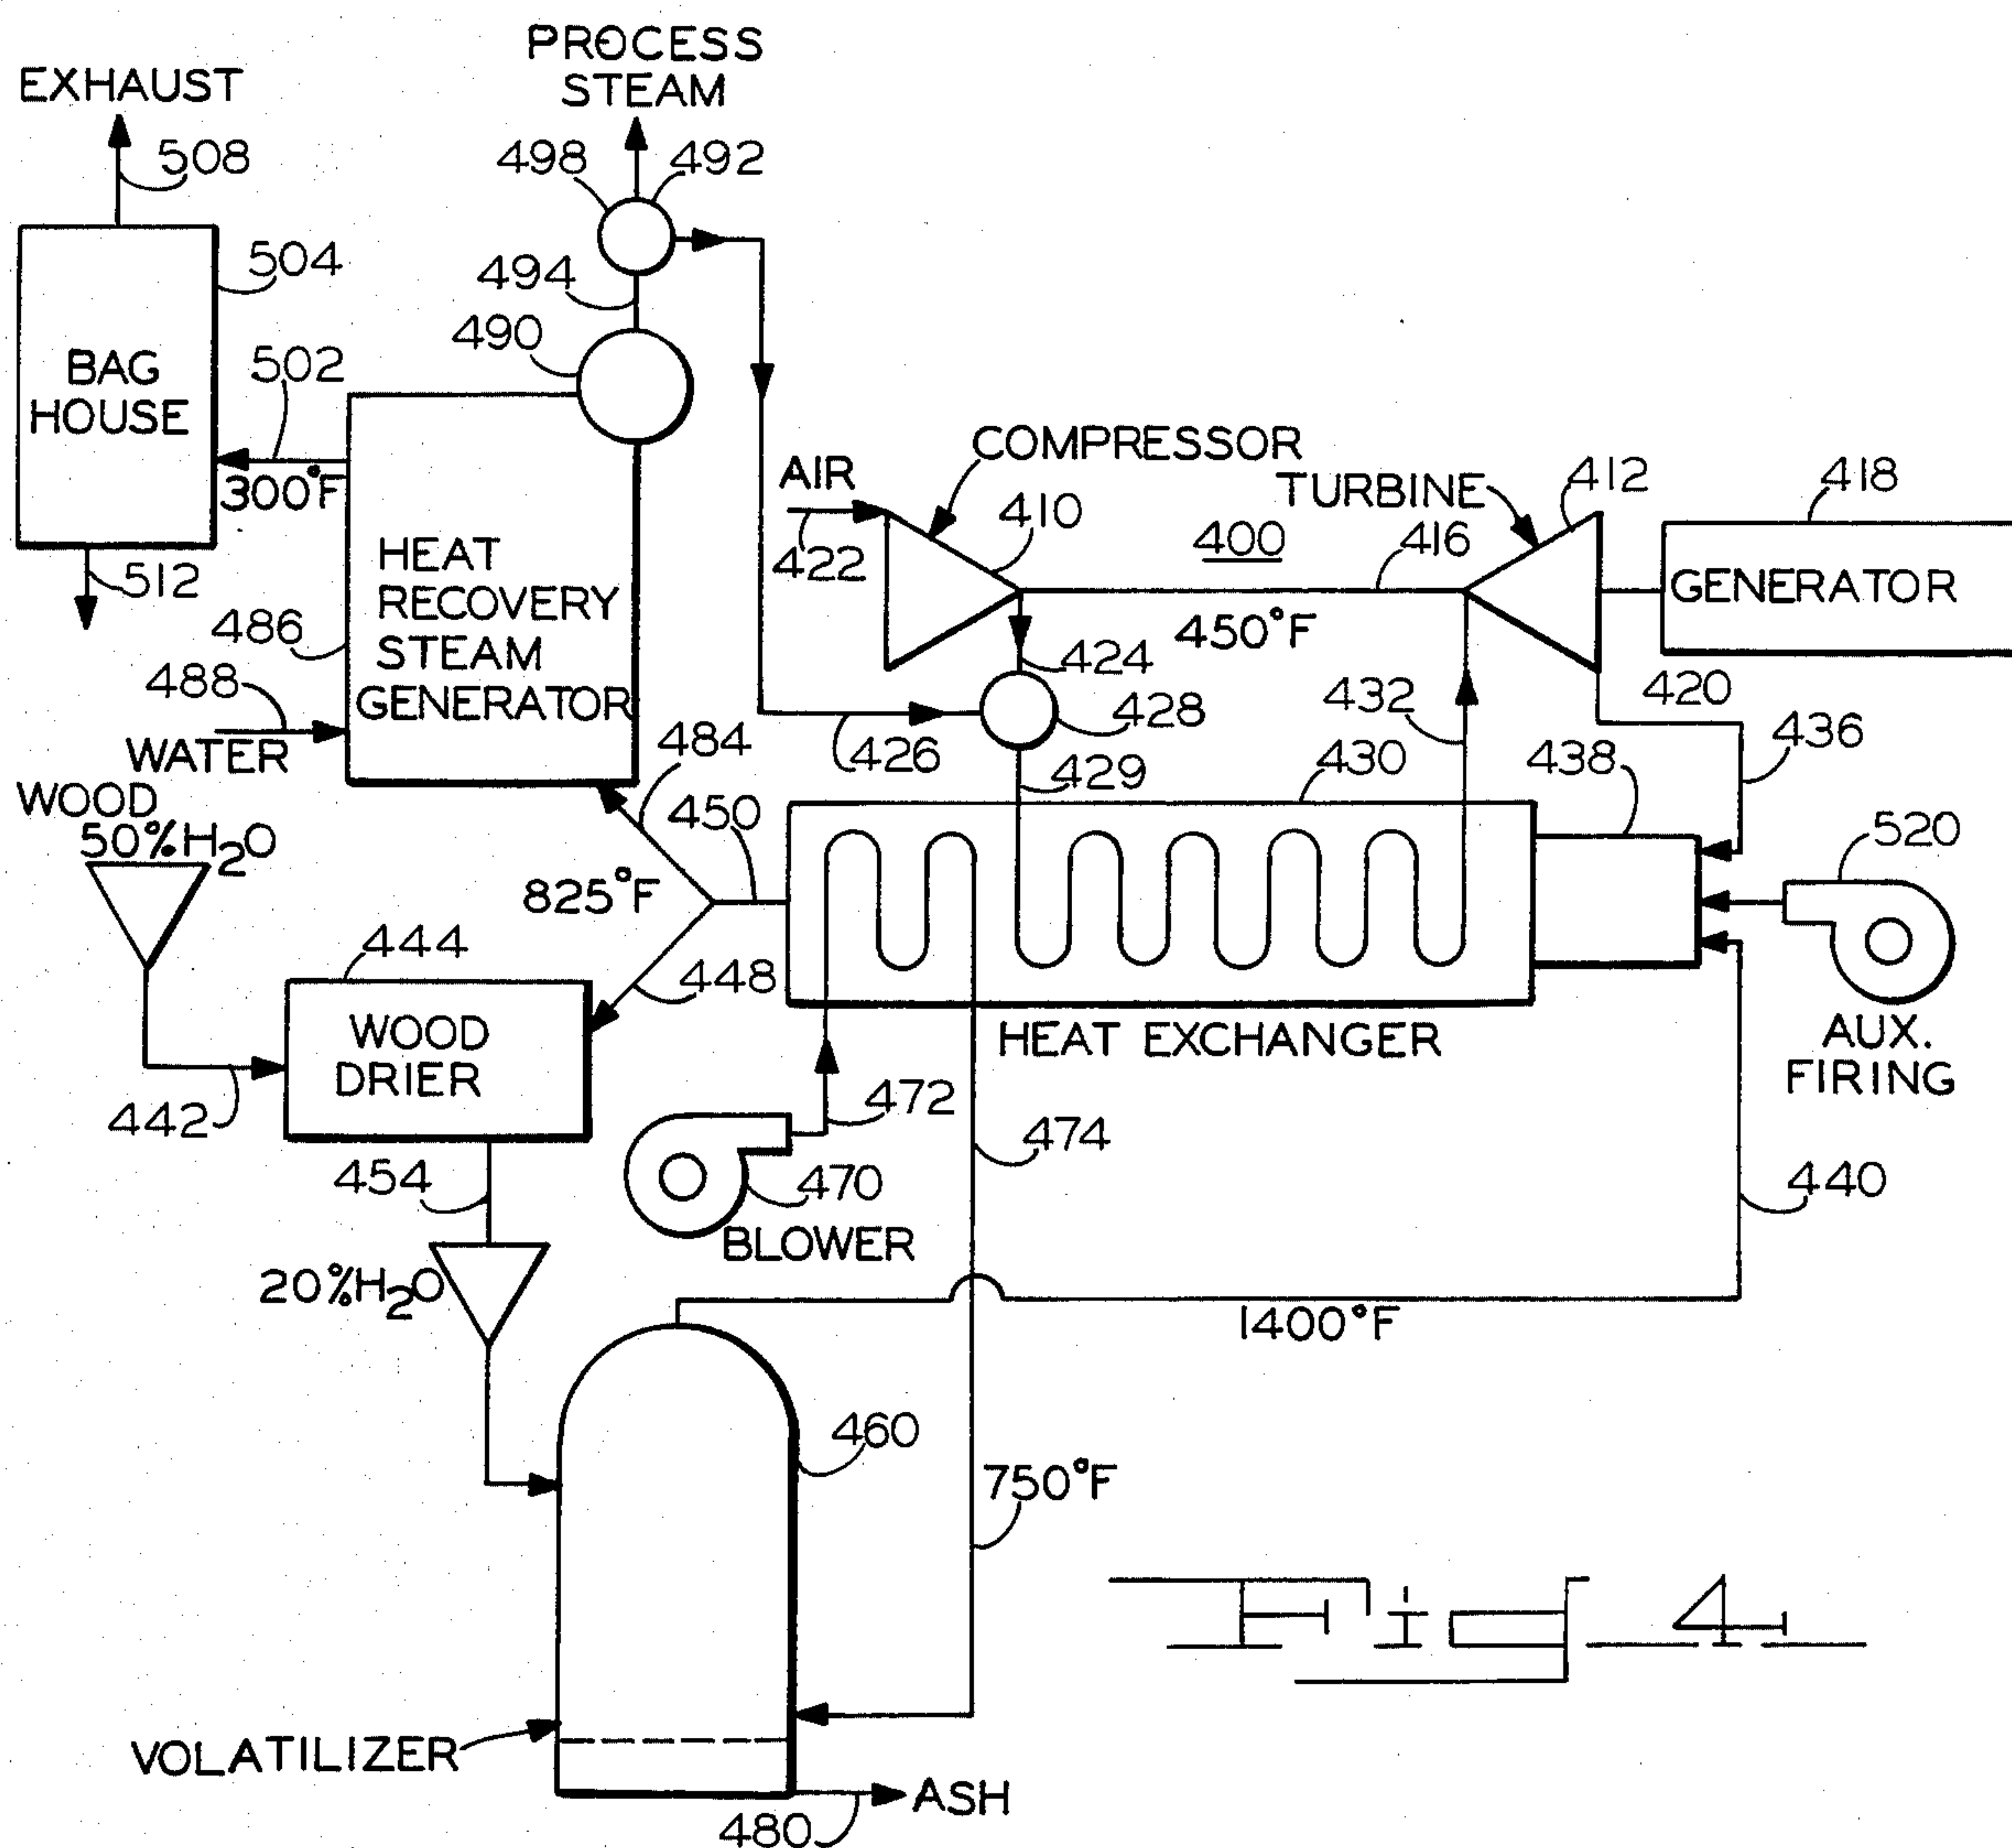 PROCESS
STEAM
EXHAUST
508
498
492
504
494
490
BAG
HOUSE
502
300°F
512
COMPRESSOR
AIR
422
410
400
TURBINE
416
412
418
GENERATOR
450°F
424
HEAT
RECOVERY
STEAM
GENERATOR
486
488
WATER
484
426
428
429
432
430
420
436
438
450
520
WOOD
50%H2O
825°F
444
448
WOOD
DRIER
442
HEAT EXCHANGER
AUX.
FIRING
472
474
440
454
470
BLOWER
20%H2O
1400°F
460
750°F
VOLATILIZER
ASH
480
Fig 4